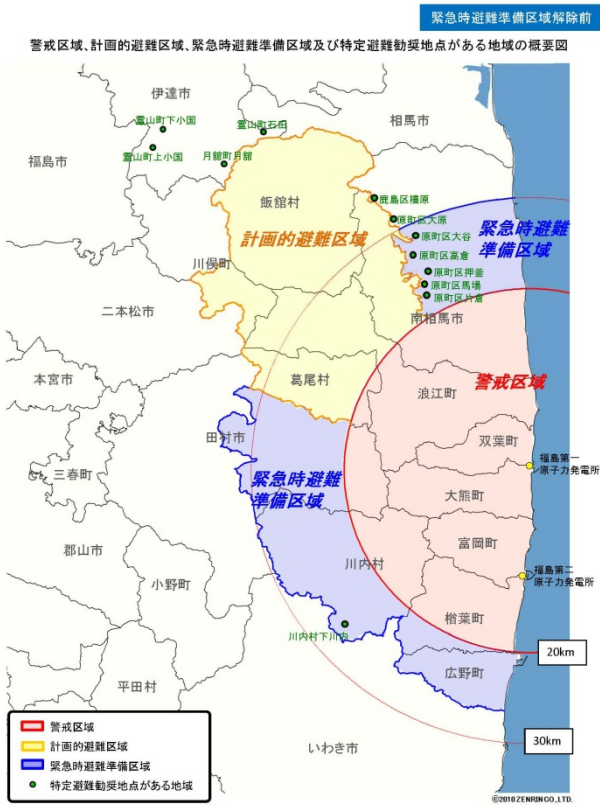 緊急時避難準備区域解除前
警戒区域、計画的避難区域、緊急時避難準備区域及び特定避難勧奨地点がある地域の概要図
伊達市
相馬市
霊山町下小国
霊山町石田
霊山町上小国
月舘町月舘
福島市
飯舘村
鹿島区橲原
原町区大原
計画的避難区域
原町区大谷
緊急時避難
準備区域
原町区高倉
川俣町
原町区押釜
原町区馬場
原町区片倉
二本松市
南相馬市
本宮市
葛尾村
浪江町
警戒区域
田村市
双葉町
福島第一
原子力発電所
三春町
緊急時避難
準備区域
大熊町
郡山市
富岡町
小野町
川内村
福島第二
原子力発電所
楢葉町
川内村下川内
20km
広野町
平田村
30km
いわき市
警戒区域
計画的避難区域
緊急時避難準備区域
特定避難勧奨地点がある地域
©2010ZENRIN CO., LTD.